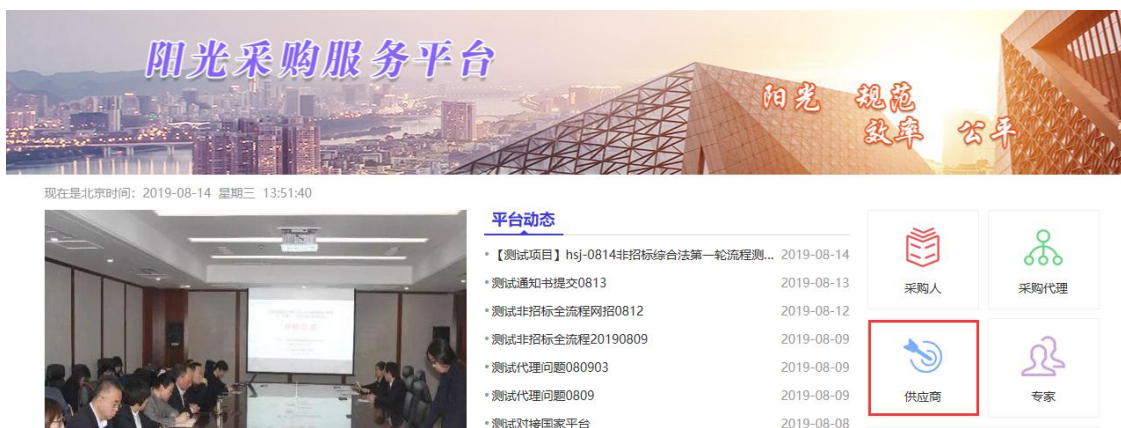 阳光采购服务平台
阳光 规范
效率 公平
现在是北京时间：2019-08-14 星期三 13:51:40
平台动态
【测试项目】hsj-0814非招标综合法第一轮流程测... 2019-08-14
测试通知书提交0813 2019-08-13
测试非招标全流程网招0812 2019-08-12
测试非招标全流程20190809 2019-08-09
测试代理问题080903 2019-08-09
测试代理问题0809 2019-08-09
测试对接国家平台 2019-08-08
采购人
采购代理
供应商
专家